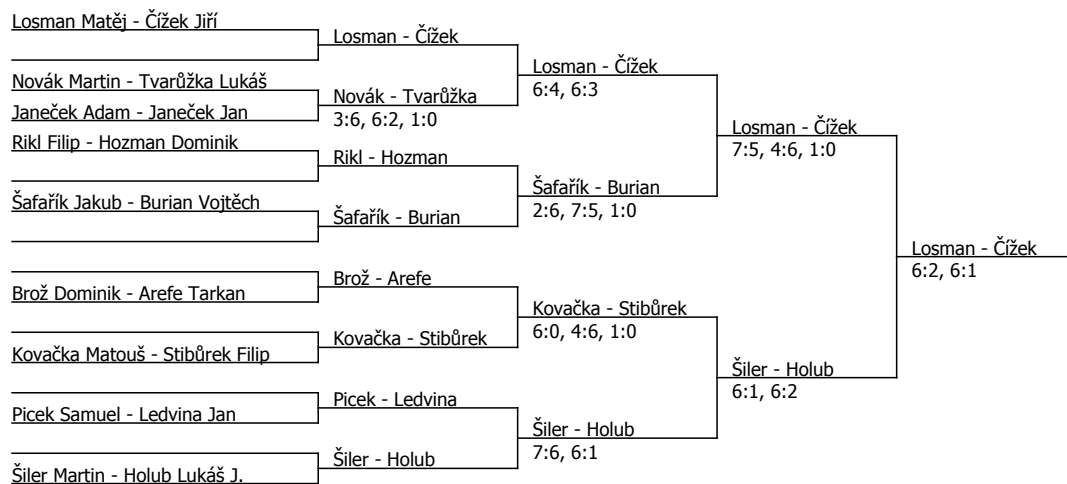 Losman Matěj - Čížek Jiří
Losman - Čížek
Losman - Čížek
Novák Martin - Tvarůžka Lukáš
6:4, 6:3
Novák - Tvarůžka
Janeček Adam - Janeček Jan
3:6, 6:2, 1:0
Losman - Čížek
Rikl Filip - Hozman Dominik
7:5, 4:6, 1:0
Rikl - Hozman
Šafařík - Burian
Šafařík Jakub - Burian Vojtěch
2:6, 7:5, 1:0
Šafařík - Burian
Losman - Čížek
6:2, 6:1
Brož - Arefe
Brož Dominik - Arefe Tarkan
Kovačka - Stibůrek
6:0, 4:6, 1:0
Kovačka - Stibůrek
Kovačka Matouš - Stibůrek Filip
Šiler - Holub
6:1, 6:2
Picek - Ledvina
Picek Samuel - Ledvina Jan
Šiler - Holub
7:6, 6:1
Šiler - Holub
Šiler Martin - Holub Lukáš J.